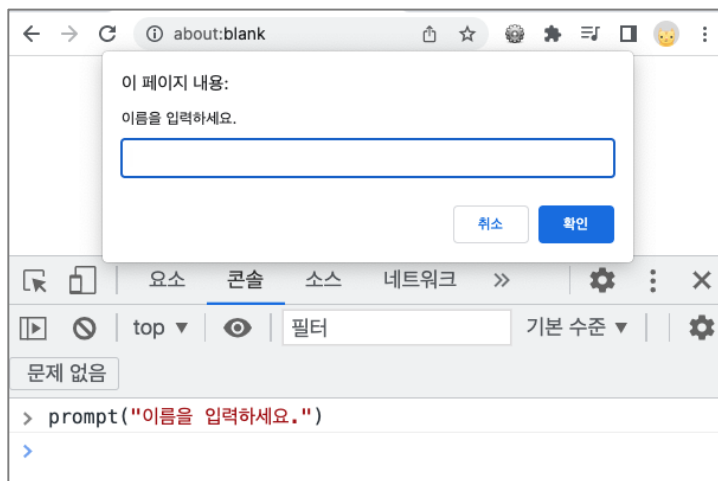 about:blank
이 페이지 내용:
이름을 입력하세요.
취소 확인
요소 콘솔 소스 네트워크 »
top ▼ 필터 기본 수준 ▼
문제 없음
> prompt("이름을 입력하세요.")
>